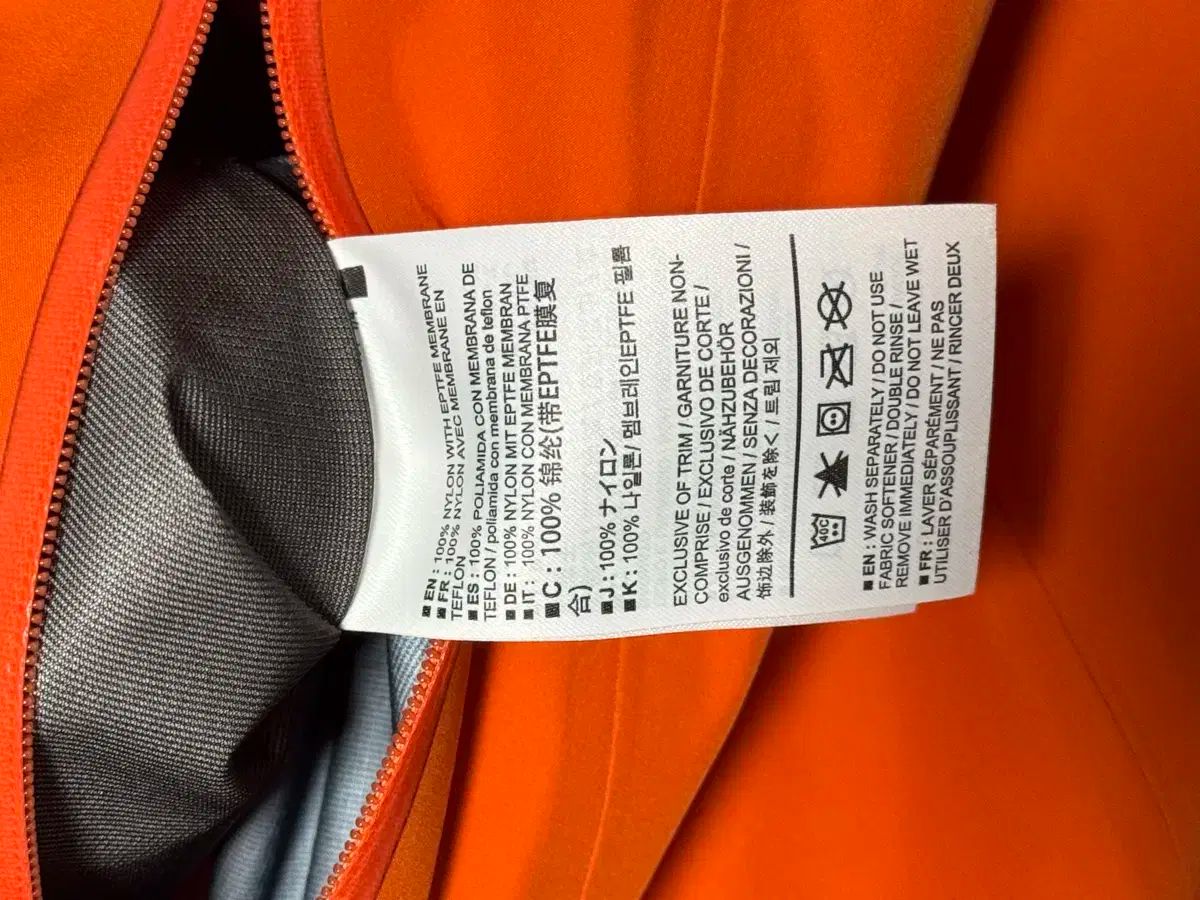 ■ EN : 100% NYLON WITH EPTFE MEMBRANE
■ FR : 100% NYLON AVEC MEMBRANE EN
TEFLON
■ ES : 100% POLIAMIDA CON MEMBRANA DE
TEFLON / poliamida con membrana de teflon
■ DE : 100% NYLON MIT EPTFE MEMBRAN
■ IT : 100% NYLON CON MEMBRANA PTFE
■ C : 100% 锦纶(带EPTFE膜复
合)
■ J : 100% ナイロン
■ K : 100% 나일론/ 멤브레인EPTFE 필름
EXCLUSIVE OF TRIM / GARNITURE NON-
COMPRISE / EXCLUSIVO DE CORTE /
exclusivo de corte / NÄHZUBEHÖR
AUSGENOMMEN / SENZA DECORAZIONI /
饰边除外 / 装飾を除く / 트림 제외
40C
■ EN : WASH SEPARATELY / DO NOT USE
FABRIC SOFTENER / DOUBLE RINSE /
REMOVE IMMEDIATELY / DO NOT LEAVE WET
■ FR : LAVER SÉPARÉMENT / NE PAS
UTILISER D'ASSOUPLISSANT / RINCER DEUX